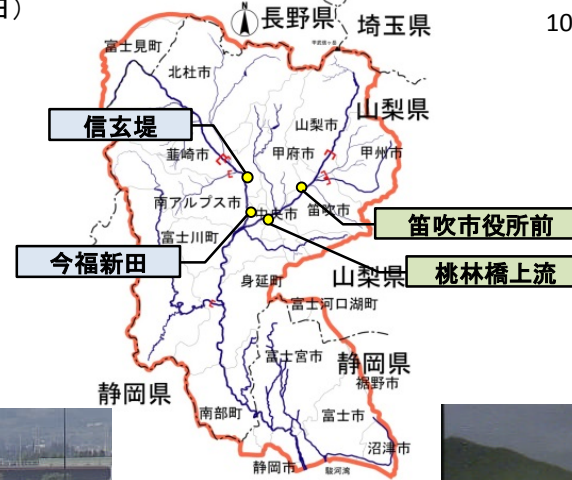 日）
10
N
長野県
埼玉県
富士見町
北杜市
山梨県
信玄堤
山梨市
韮崎市
甲府市
甲州市
南アルプス市
中央市
笛吹市
笛吹市役所前
富士川町
今福新田
桃林橋上流
身延町
山梨県
富士河口湖町
富士宮市
静岡県
裾野市
静岡県
南部町
富士市
沼津市
静岡市
駿河湾